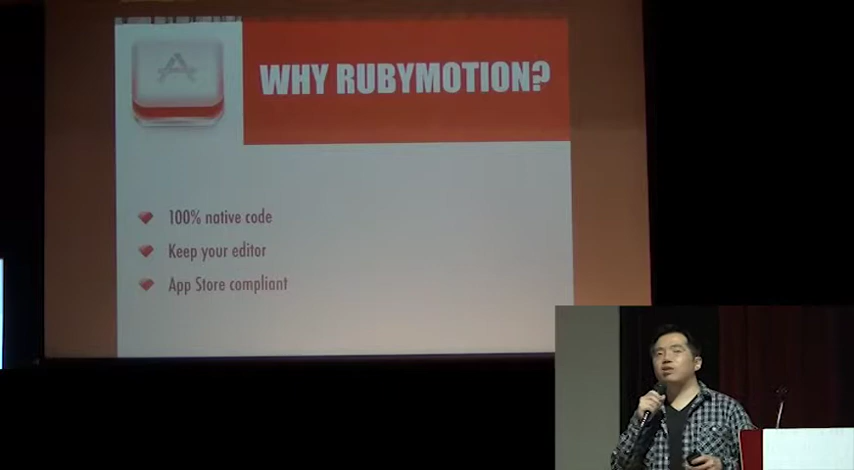 WHY RUBYMOTION?
100% native code
Keep your editor
App Store compliant